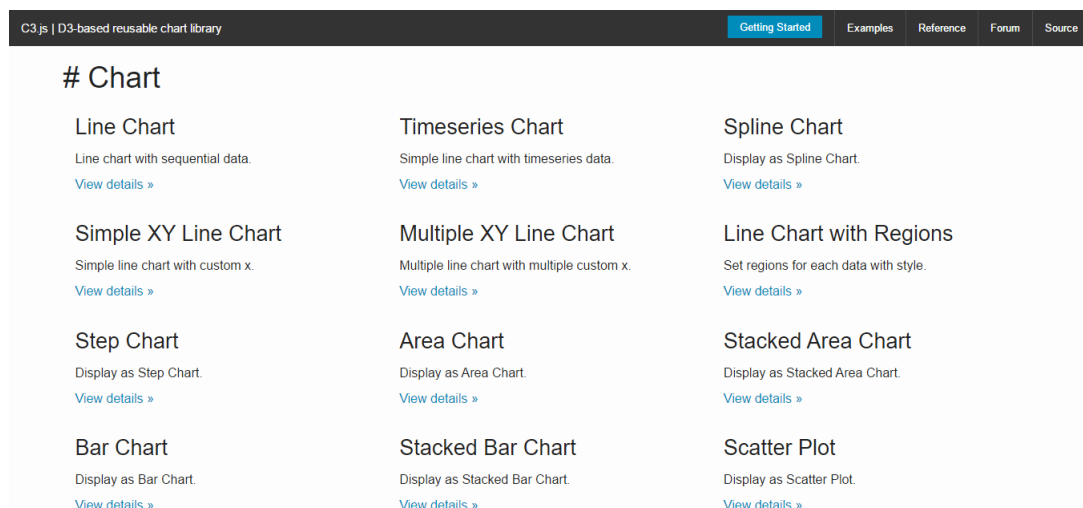 C3.js | D3-based reusable chart library
Getting Started
Examples
Reference
Forum
Source
# Chart
Line Chart
Line chart with sequential data.
View details »
Timeseries Chart
Simple line chart with timeseries data.
View details »
Spline Chart
Display as Spline Chart.
View details »
Simple XY Line Chart
Simple line chart with custom x.
View details »
Multiple XY Line Chart
Multiple line chart with multiple custom x.
View details »
Line Chart with Regions
Set regions for each data with style.
View details »
Step Chart
Display as Step Chart.
View details »
Area Chart
Display as Area Chart.
View details »
Stacked Area Chart
Display as Stacked Area Chart.
View details »
Bar Chart
Display as Bar Chart.
View details »
Stacked Bar Chart
Display as Stacked Bar Chart.
View details »
Scatter Plot
Display as Scatter Plot.
View details »